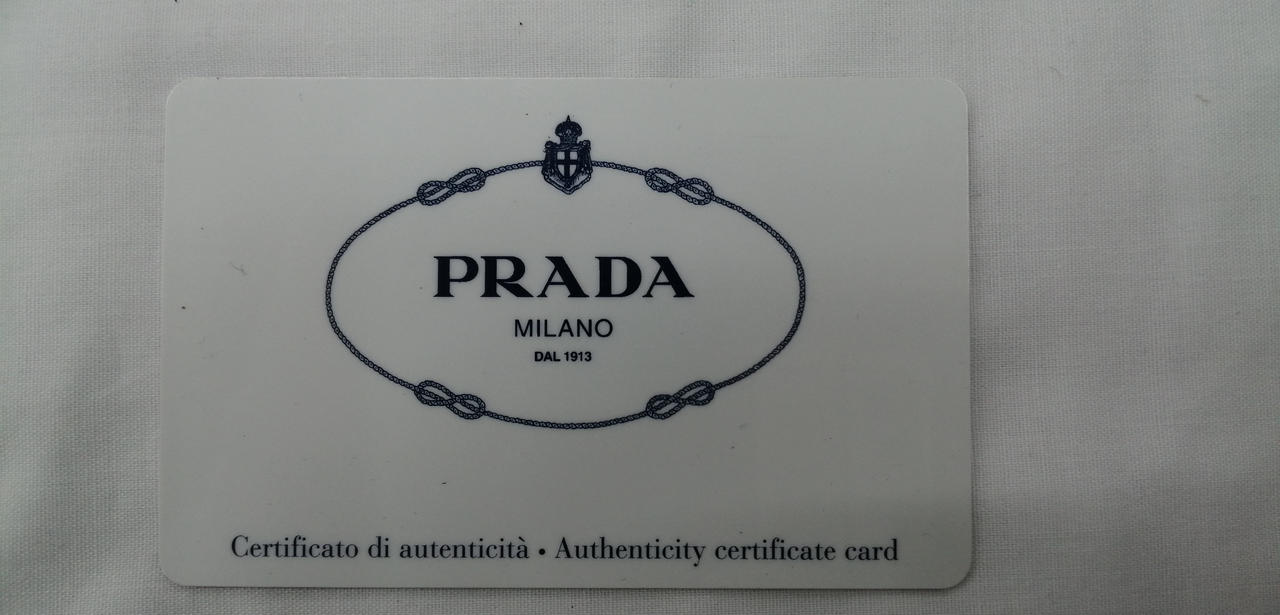 PRADA
MILANO
DAL 1913
Certificato di autenticità • Authenticity certificate card